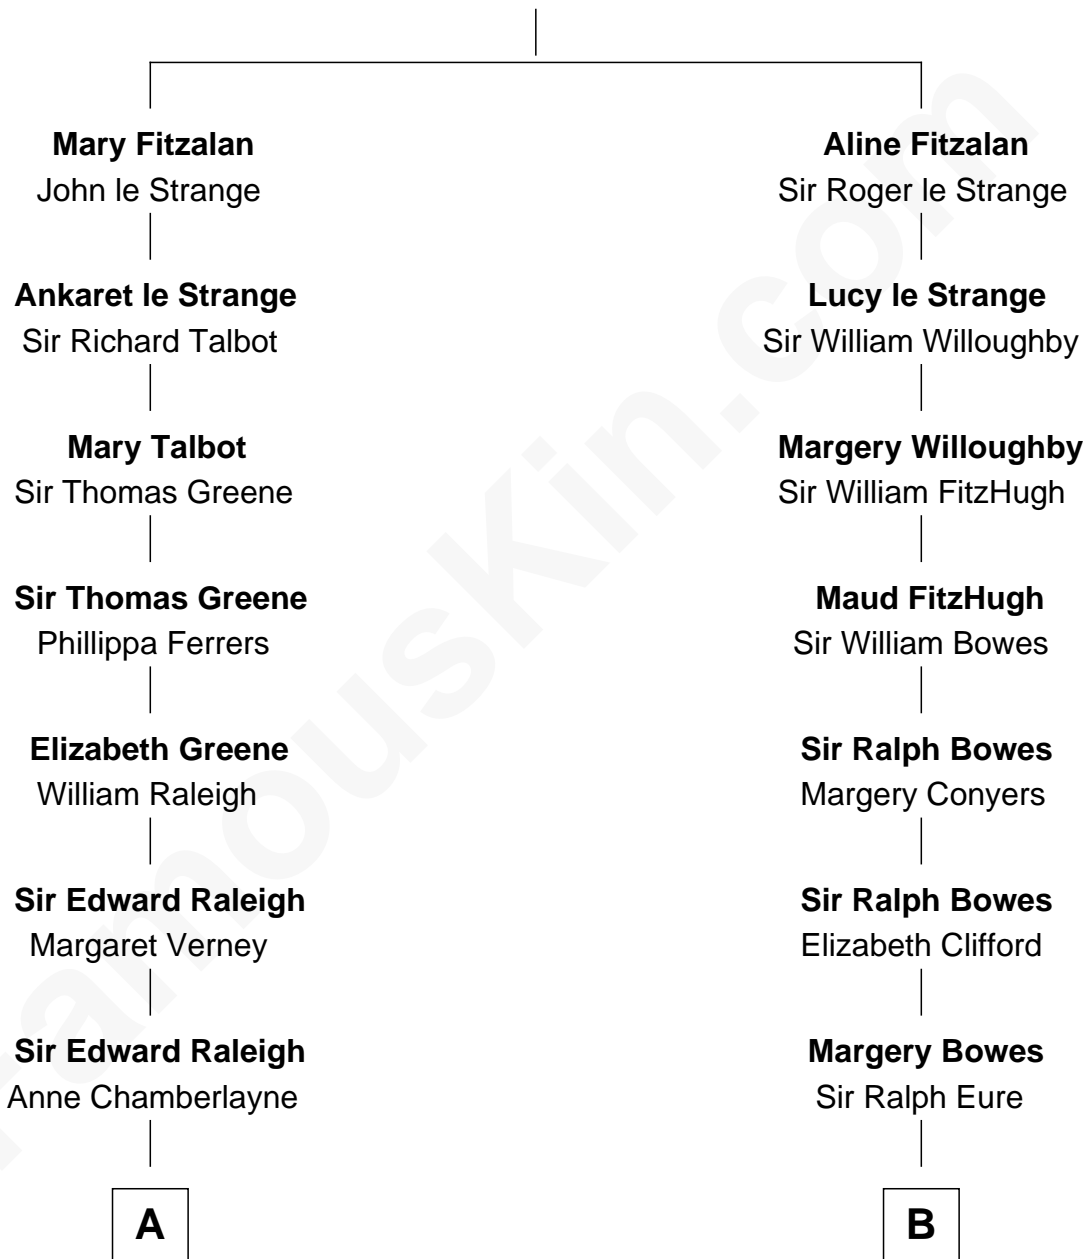 Mary Fitzalan
John le Strange
Ankaret le Strange
Sir Richard Talbot
Mary Talbot
Sir Thomas Greene
Sir Thomas Greene
Phillippa Ferrers
Elizabeth Greene
William Raleigh
Sir Edward Raleigh
Margaret Verney
Sir Edward Raleigh
Anne Chamberlayne
A
Aline Fitzalan
Sir Roger le Strange
Lucy le Strange
Sir William Willoughby
Margery Willoughby
Sir William FitzHugh
Maud FitzHugh
Sir William Bowes
Sir Ralph Bowes
Margery Conyers
Sir Ralph Bowes
Elizabeth Clifford
Margery Bowes
Sir Ralph Eure
B
FamousKin.com